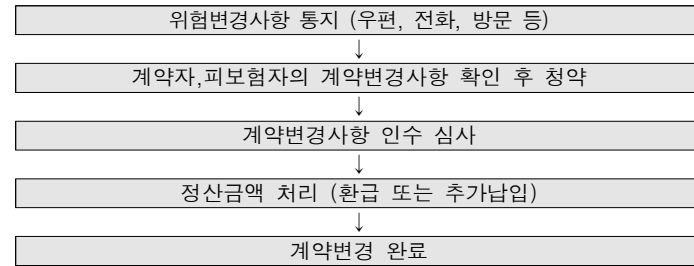 위험변경사항 통지 (우편, 전화, 방문 등)
↓
계약자,피보험자의 계약변경사항 확인 후 청약
↓
계약변경사항 인수 심사
↓
정산금액 처리 (환급 또는 추가납입)
↓
계약변경 완료